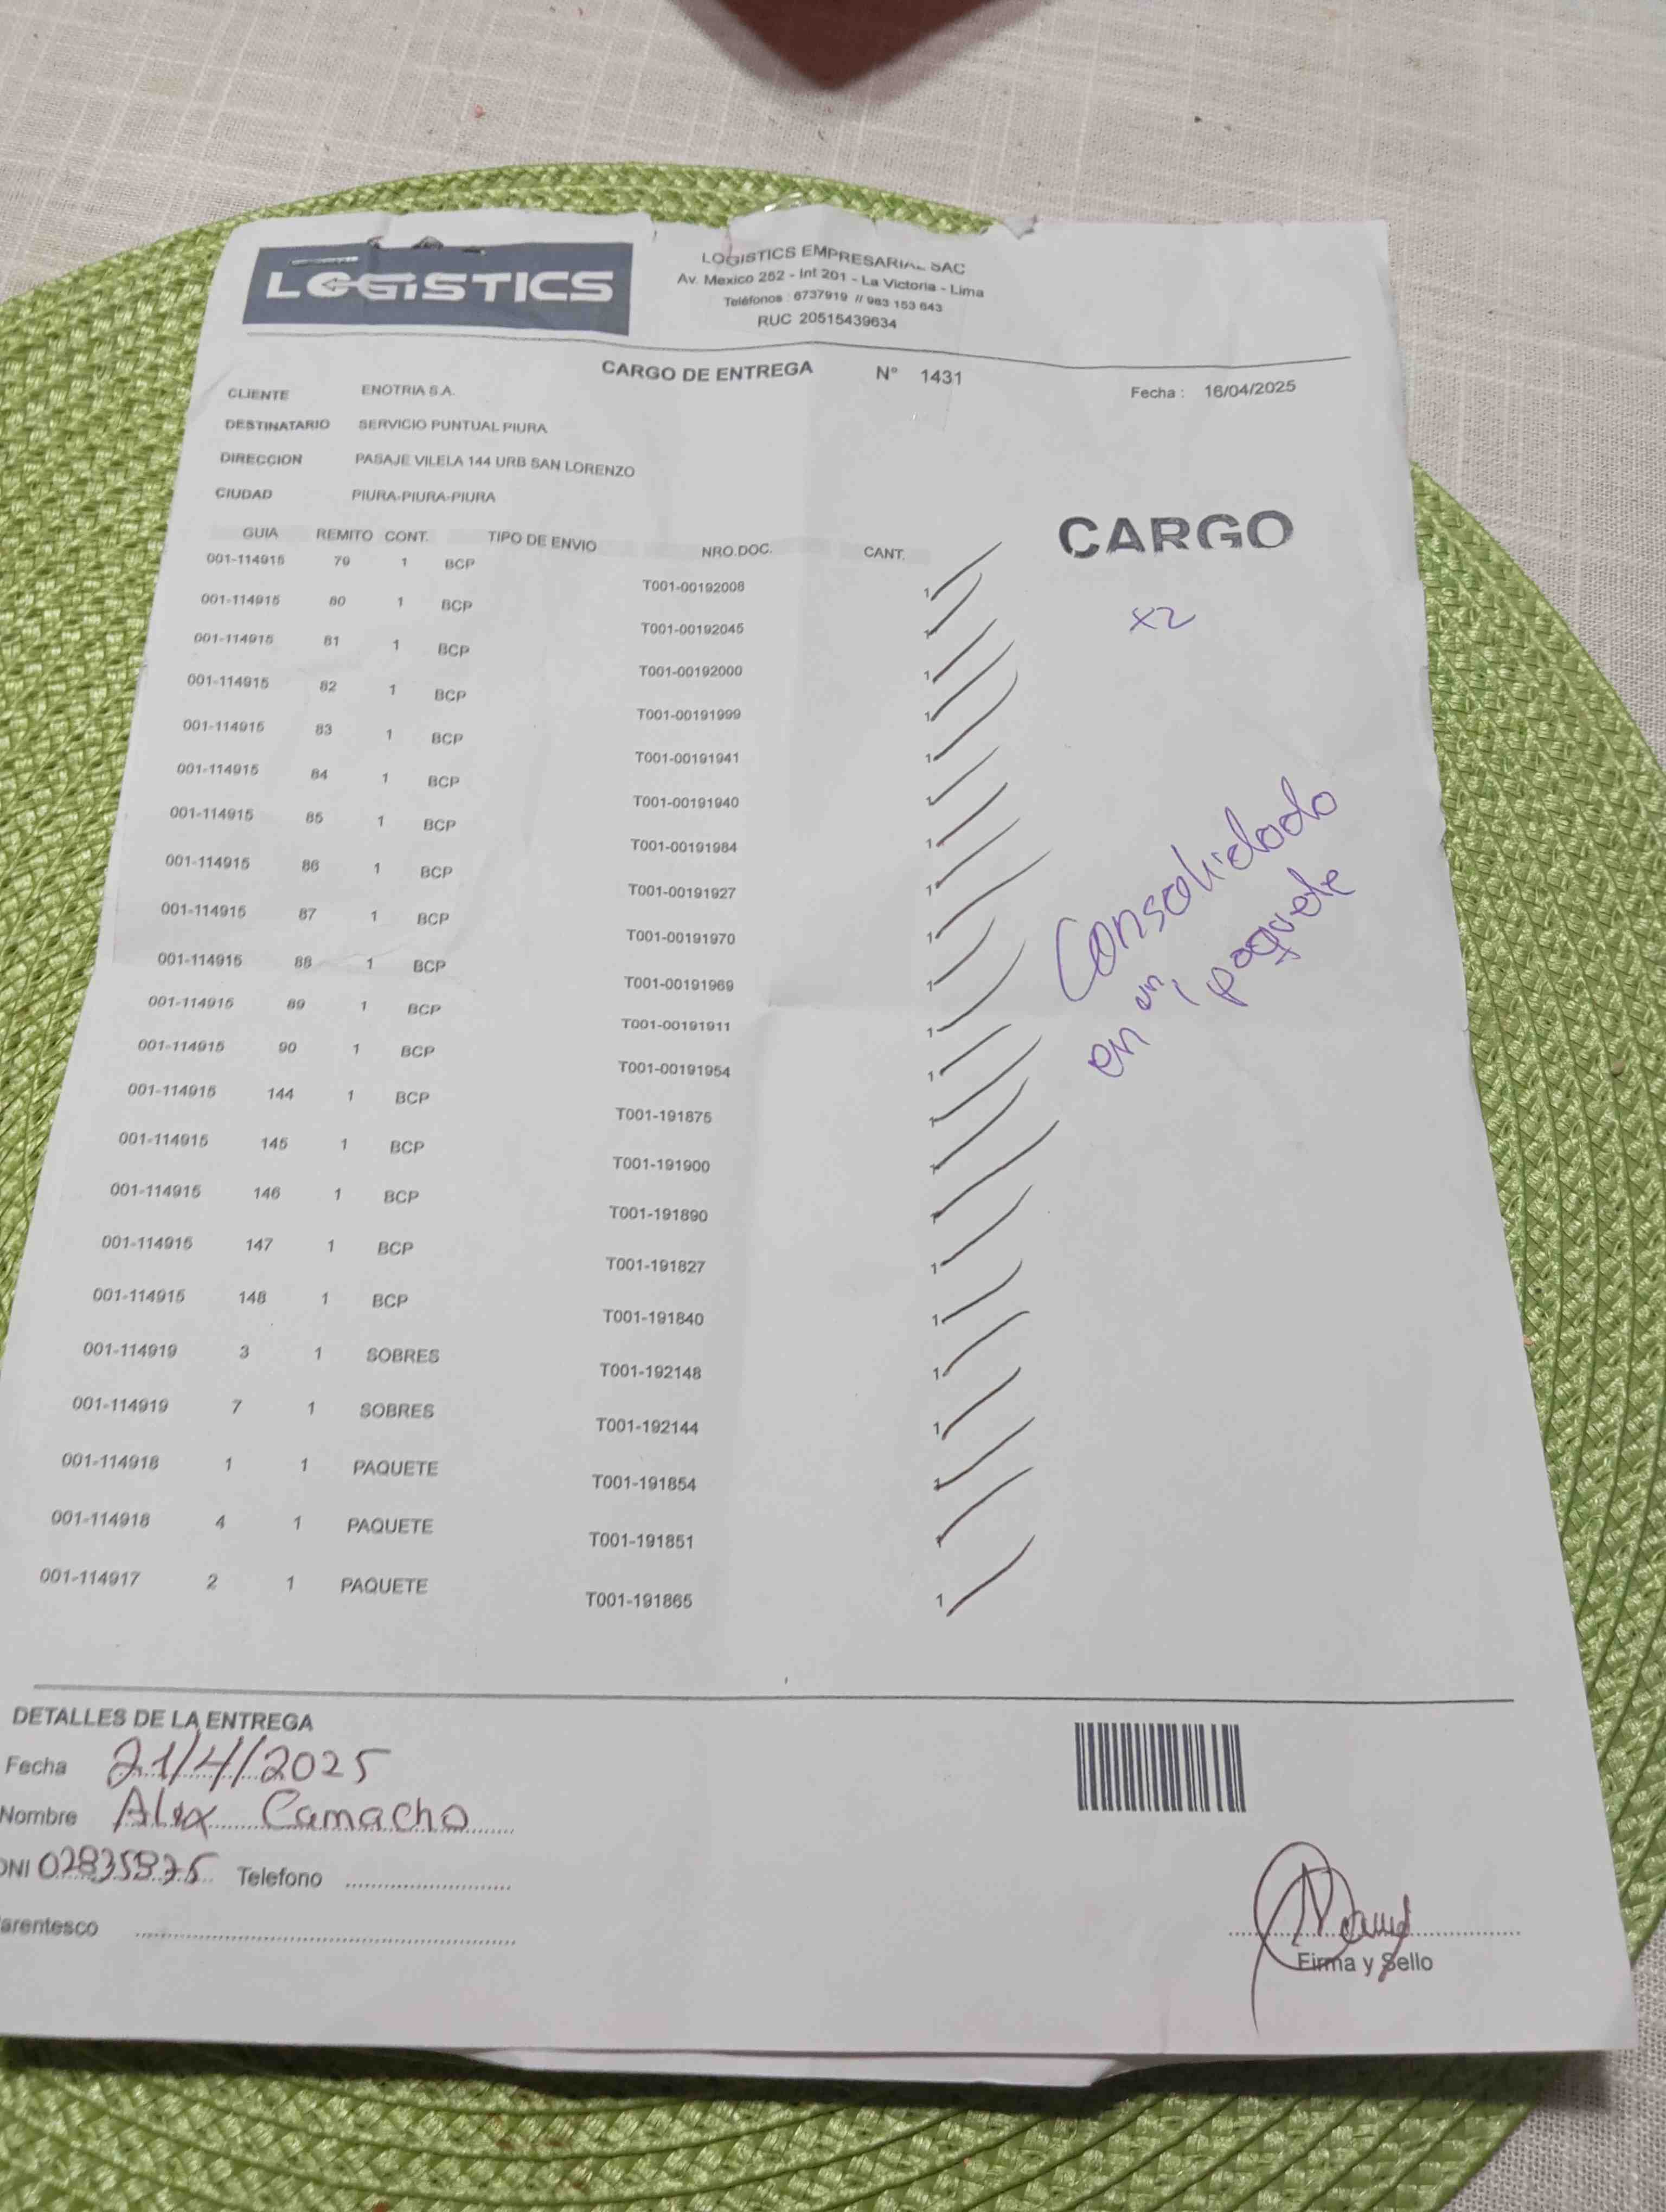 LOGISTICS
LOGISTICS EMPRESARIAL SAC
Av. Mexico 252 - Int 201 - La Victoria - Lima
Teléfonos : 6737919 // 983 153 643
RUC 20515439634
CARGO DE ENTREGA N° 1431
Fecha : 16/04/2025
CLIENTE ENOTRIA S.A.
DESTINATARIO SERVICIO PUNTUAL PIURA
DIRECCION PASAJE VILELA 144 URB SAN LORENZO
CIUDAD PIURA-PIURA-PIURA
CARGO
x2
GUIA REMITO CONT. TIPO DE ENVIO NRO.DOC. CANT.
001-114915 79 1 BCP T001-00192008 1
001-114915 80 1 BCP T001-00192045 1
001-114915 81 1 BCP T001-00192000 1
001-114915 82 1 BCP T001-00191999 1
001-114915 83 1 BCP T001-00191941 1
001-114915 84 1 BCP T001-00191940 1
001-114915 85 1 BCP T001-00191984 1
001-114915 86 1 BCP T001-00191927 1
001-114915 87 1 BCP T001-00191970 1
001-114915 88 1 BCP T001-00191969 1
001-114915 89 1 BCP T001-00191911 1
001-114915 90 1 BCP T001-00191954 1
001-114915 144 1 BCP T001-191875 1
001-114915 145 1 BCP T001-191900 1
001-114915 146 1 BCP T001-191890 1
001-114915 147 1 BCP T001-191827 1
001-114915 148 1 BCP T001-191840 1
001-114919 3 1 SOBRES T001-192148 1
001-114919 7 1 SOBRES T001-192144 1
001-114918 1 1 PAQUETE T001-191854 1
001-114918 4 1 PAQUETE T001-191851 1
001-114917 2 1 PAQUETE T001-191865 1
Consolidado
en un 1 paquete
DETALLES DE LA ENTREGA
Fecha 21/4/2025
Nombre Alex Camacho
DNI Telefono
arentesco
Firma y Sello